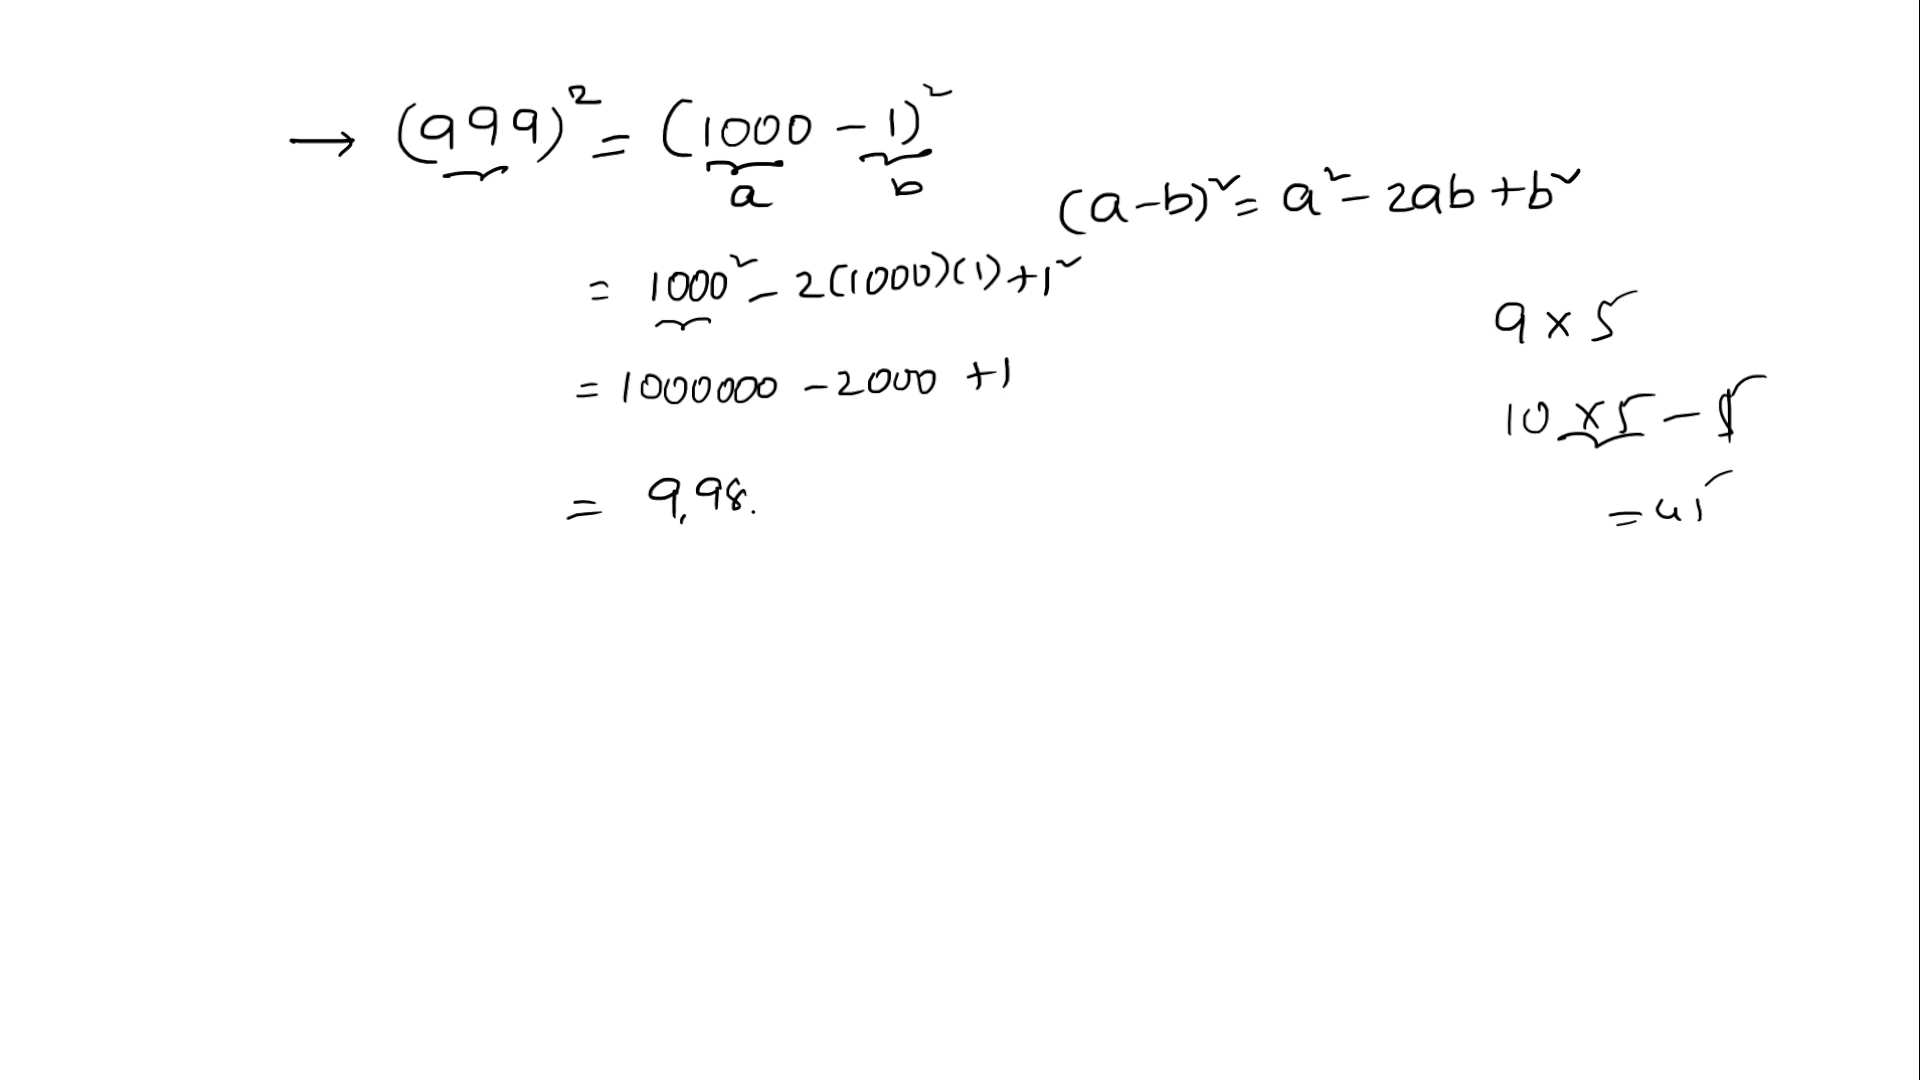 → (999)² = (1000 - 1)²
a b
(a-b)² = a² - 2ab + b²
= 1000² - 2(1000)(1) + 1²
9 × 5
= 1000000 - 2000 + 1
10 × 5 - 5
= 9,98.
= 45